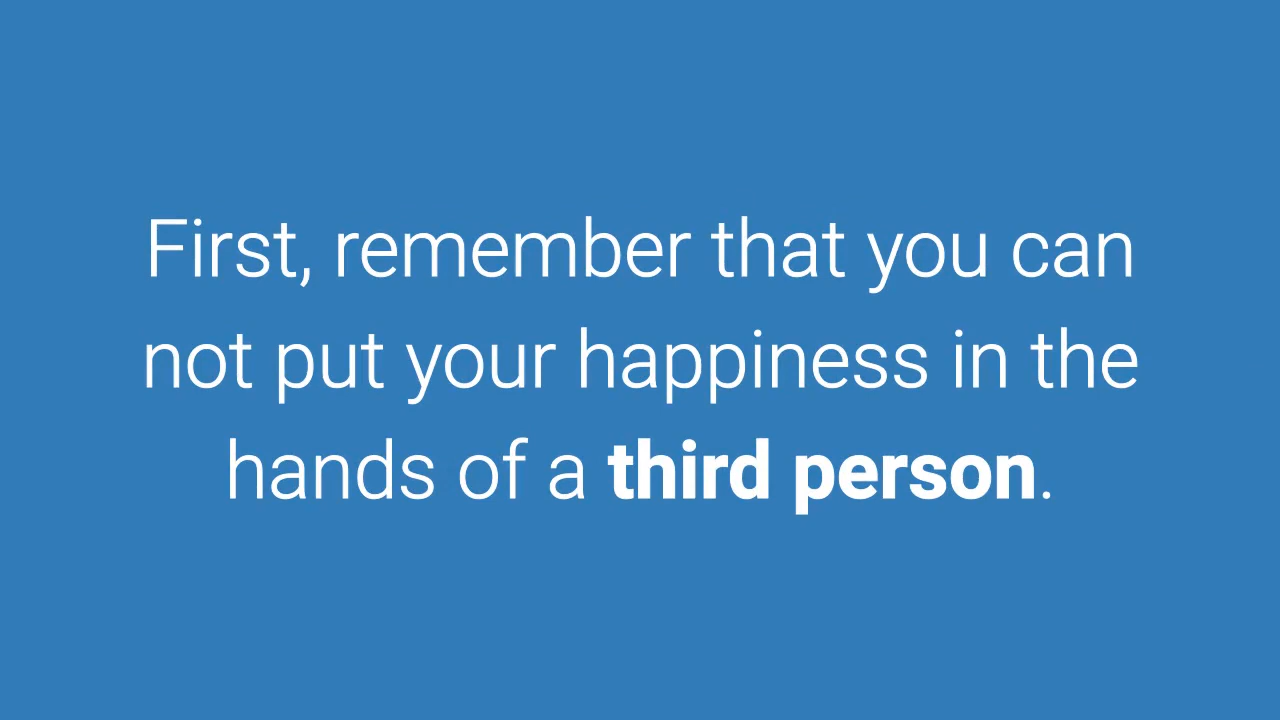 First, remember that you can
not put your happiness in the
hands of a third person.